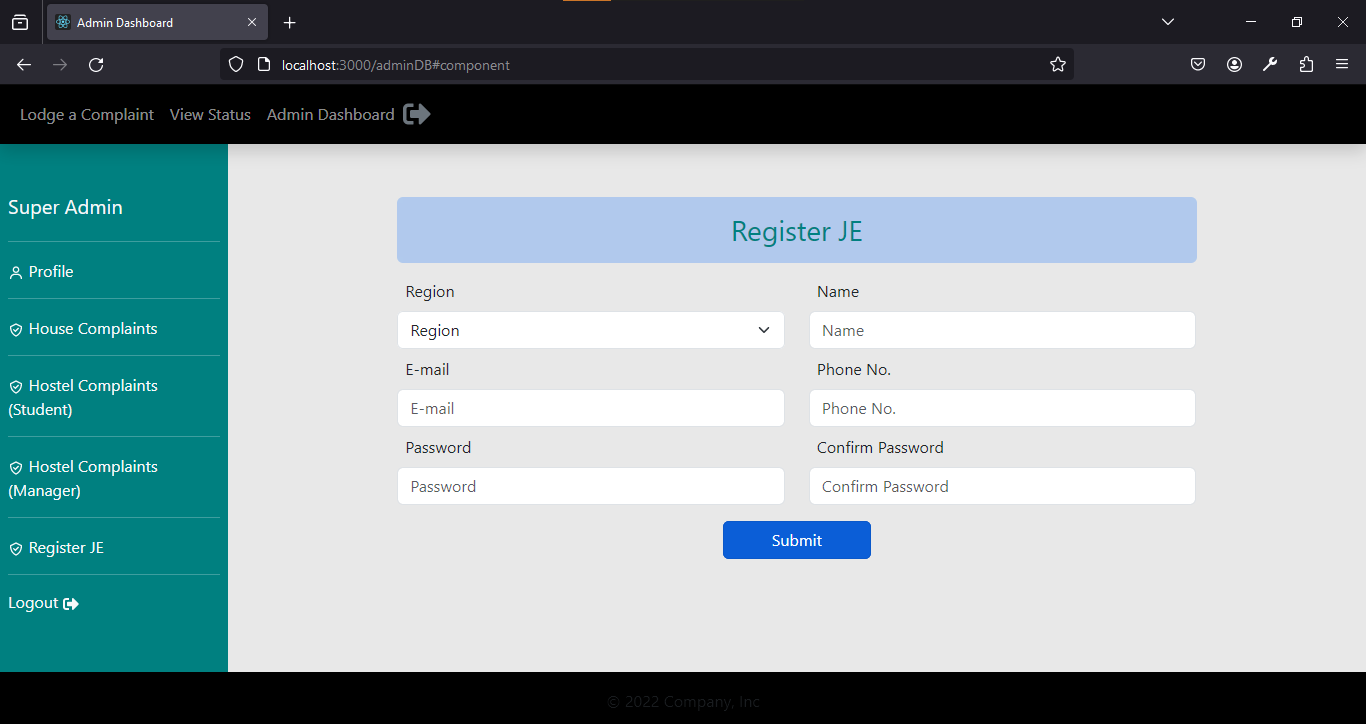 Admin Dashboard
localhost:3000/adminDB#component
Lodge a Complaint View Status Admin Dashboard
Super Admin
Profile
House Complaints
Hostel Complaints
(Student)
Hostel Complaints
(Manager)
Register JE
Logout
Register JE
Region Name
Region Name
E-mail Phone No.
E-mail Phone No.
Password Confirm Password
Password Confirm Password
Submit
© 2022 Company, Inc